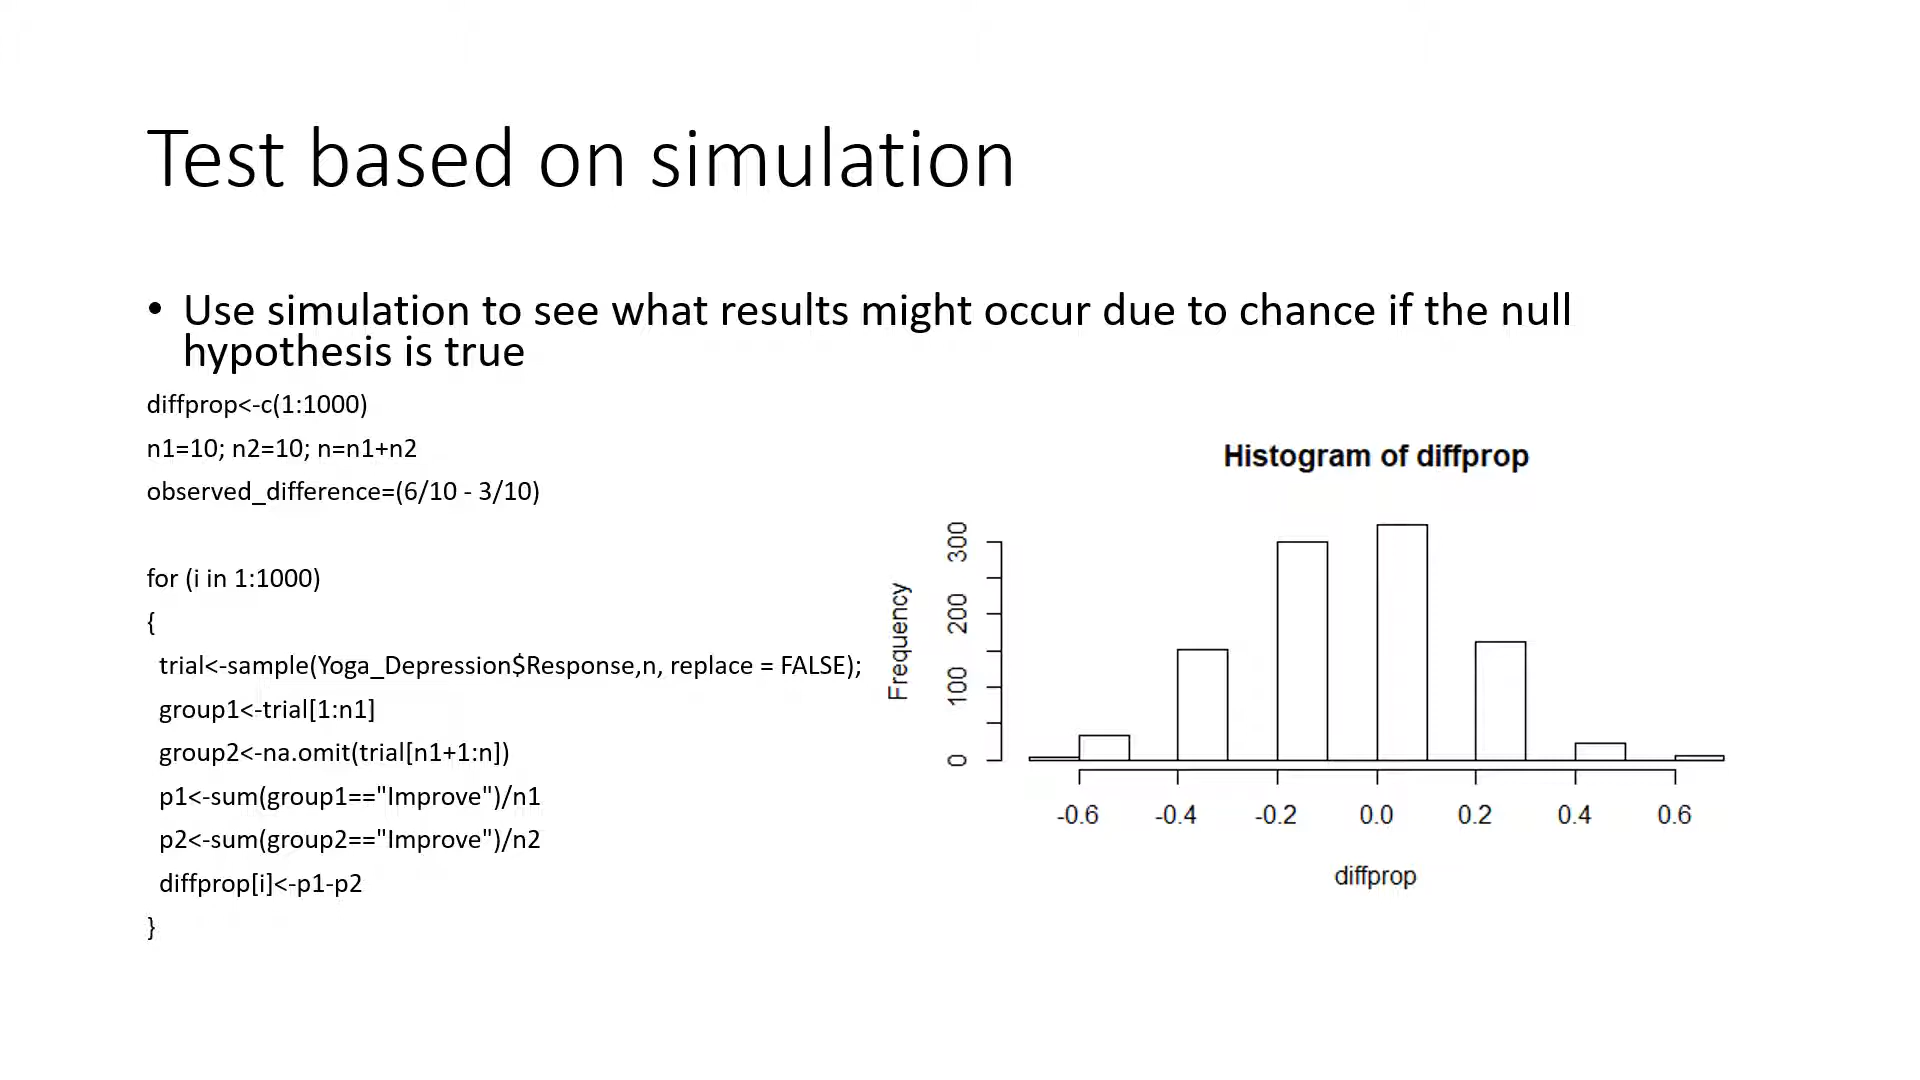 Test based on simulation
• Use simulation to see what results might occur due to chance if the null
hypothesis is true
diffprop<-c(1:1000)
n1=10; n2=10; n=n1+n2
observed_difference=(6/10 - 3/10)
for (i in 1:1000)
{
trial<-sample(Yoga_Depression$Response,n, replace = FALSE);
group1<-trial[1:n1]
group2<-na.omit(trial[n1+1:n])
p1<-sum(group1=="Improve")/n1
p2<-sum(group2=="Improve")/n2
diffprop[i]<-p1-p2
}
Histogram of diffprop
Frequency
300
200
100
0
-0.6 -0.4 -0.2 0.0 0.2 0.4 0.6
diffprop